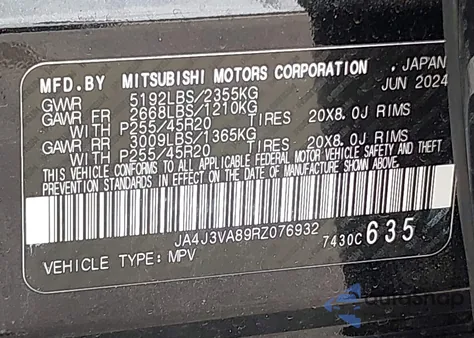 MFD.BY MITSUBISHI MOTORS CORPORATION . JAPAN
JUN 2024
GVWR 5192LBS/2355KG
GAWR FR 2668LBS/1210KG
WITH P255/45R20 TIRES 20X8.0J RIMS
GAWR RR 3009LBS/1365KG
WITH P255/45R20 TIRES 20X8.0J RIMS
THIS VEHICLE CONFORMS TO ALL APPLICABLE FEDERAL MOTOR VEHICLE SAFETY AND THEFT
PREVENTION STANDARDS IN EFFECT ON THE DATE OF MANUFACTURE SHOWN ABOVE.
JA4J3VA89RZ076932
7430C 635
VEHICLE TYPE: MPV
autosnap